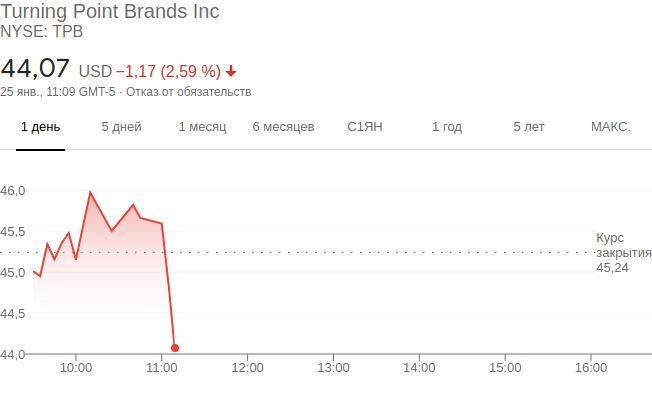 Turning Point Brands Inc
NYSE: TPB
44,07 USD −1,17 (2,59 %)
25 янв., 11:09 GMT-5 · Отказ от обязательств
1 день 5 дней 1 месяц 6 месяцев С1ЯН 1 год 5 лет МАКС.
46,0
45,5
Курс
закрытия
45,24
45,0
44,5
44,0
10:00 11:00 12:00 13:00 14:00 15:00 16:00